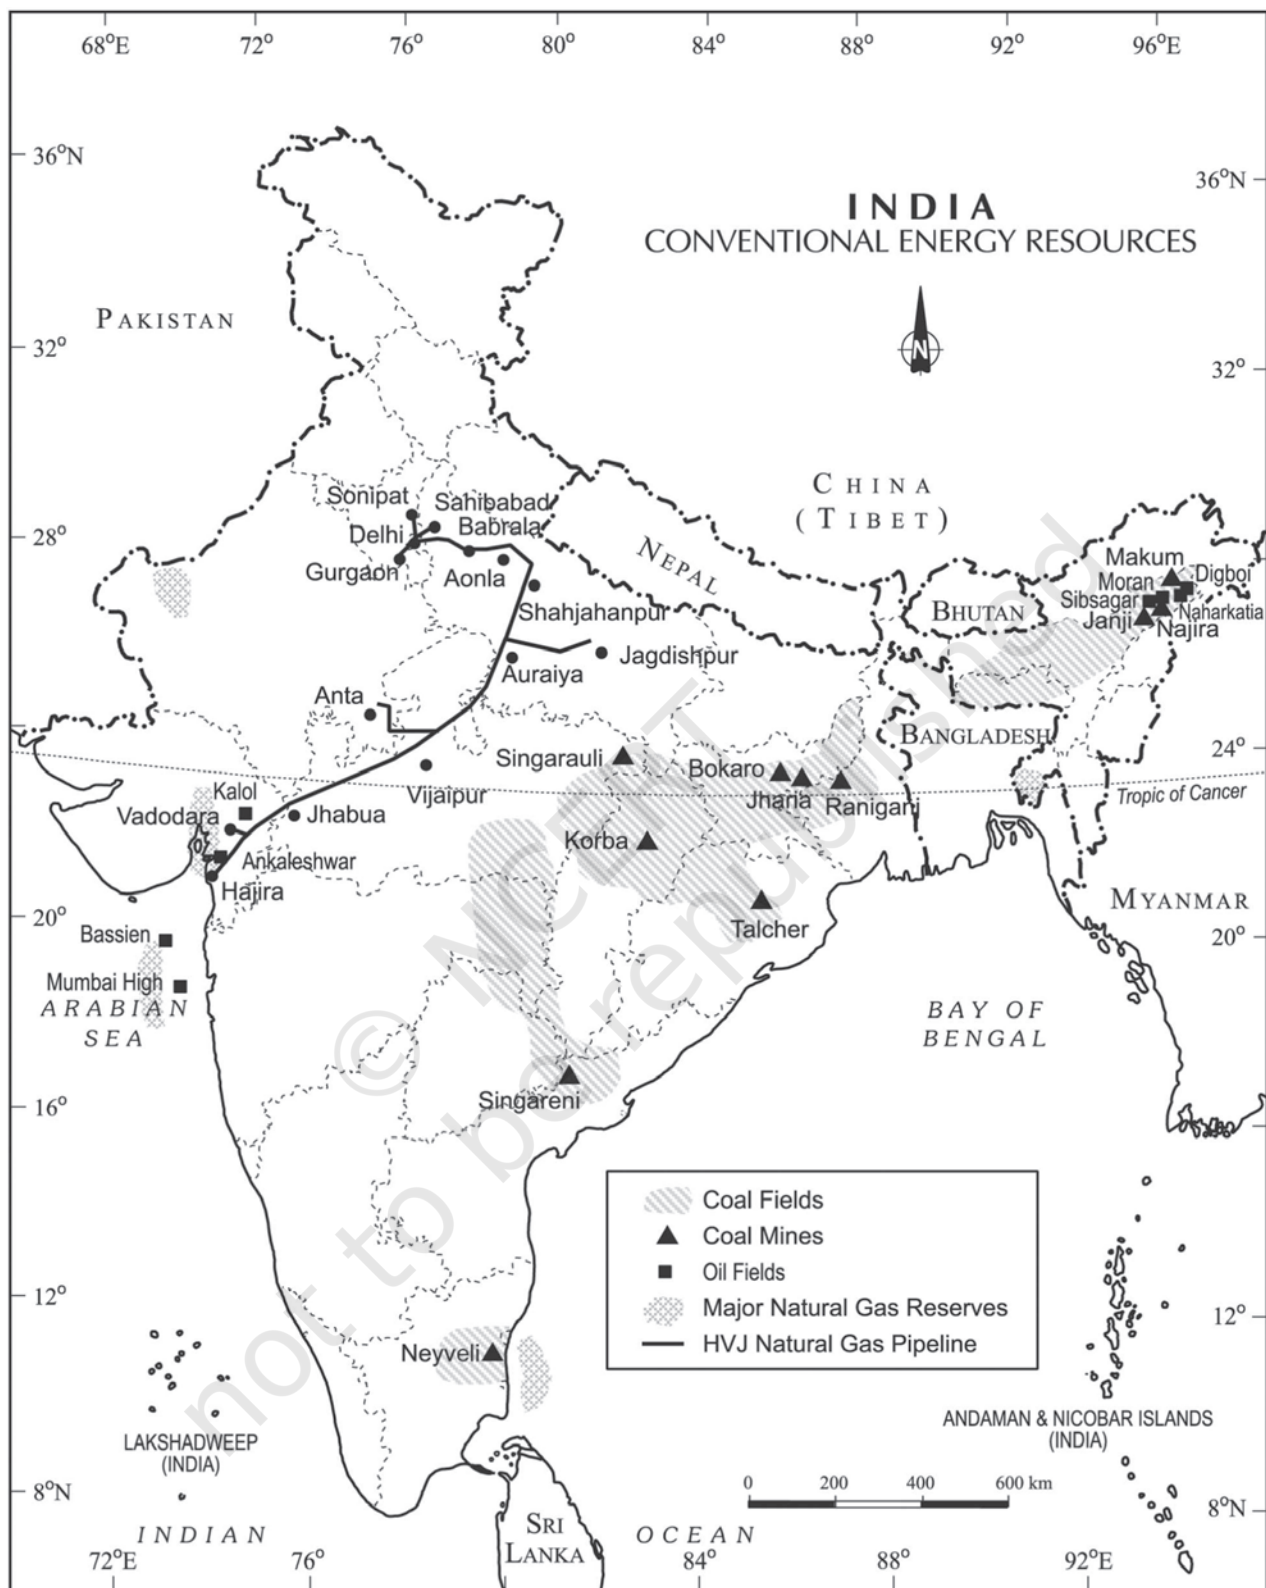 68°E 72° 76° 80° 84° 88° 92° 96°E
36°N
36°N
INDIA
CONVENTIONAL ENERGY RESOURCES
N
PAKISTAN
32°
32°
CHINA
(TIBET)
Sonipat
Sahibabad
Delhi
Babrala
28°
NEPAL
Gurgaon
Aonla
Makum
Moran
Digboi
Sibsagar
Naharkatia
Janji
Najira
BHUTAN
Shahjahanpur
Jagdishpur
Auraiya
Anta
BANGLADESH
24°
Singarauli
Bokaro
Jharia
Raniganj
Tropic of Cancer
Vijaipur
Kalol
Vadodara
Jhabua
Korba
Ankaleshwar
Hajira
MYANMAR
20°
20°
Talcher
Bassien
Mumbai High
ARABIAN
SEA
BAY OF
BENGAL
Singareni
16°
Coal Fields
Coal Mines
Oil Fields
Major Natural Gas Reserves
HVJ Natural Gas Pipeline
12°
12°
Neyveli
LAKSHADWEEP
(INDIA)
ANDAMAN & NICOBAR ISLANDS
(INDIA)
0 200 400 600 km
8°N
8°N
SRI
LANKA
INDIAN OCEAN
72°E 76° 84° 88° 92°E
© NCERT
not to be republished